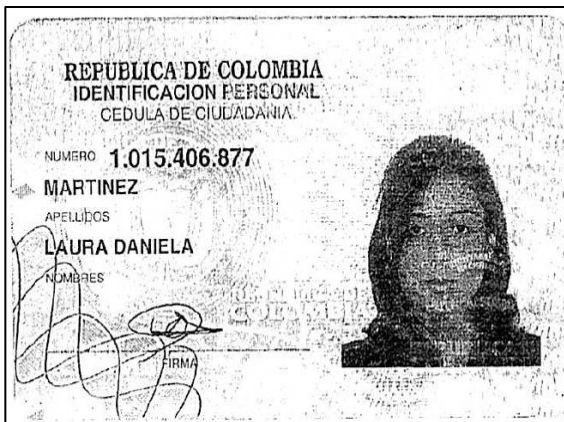 REPUBLICA DE COLOMBIA
IDENTIFICACION PERSONAL
CEDULA DE CIUDADANIA
NUMERO 1.015.406.877
MARTINEZ
APELLIDOS
LAURA DANIELA
NOMBRES
COLOMBIA
FIRMA